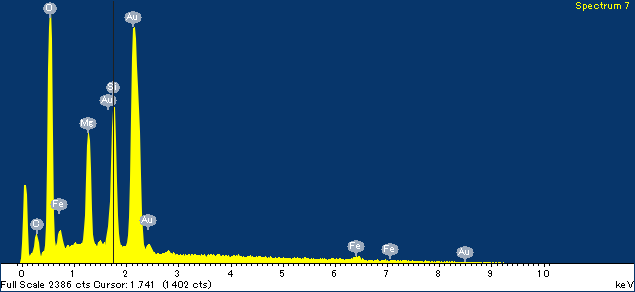 Spectrum 7
O
Au
Si
Au
Mg
Fe
Au
C
Fe
Fe
Au
0 1 2 3 4 5 6 7 8 9 10
Full Scale 2386 cts Cursor: 1.741 (1402 cts) keV